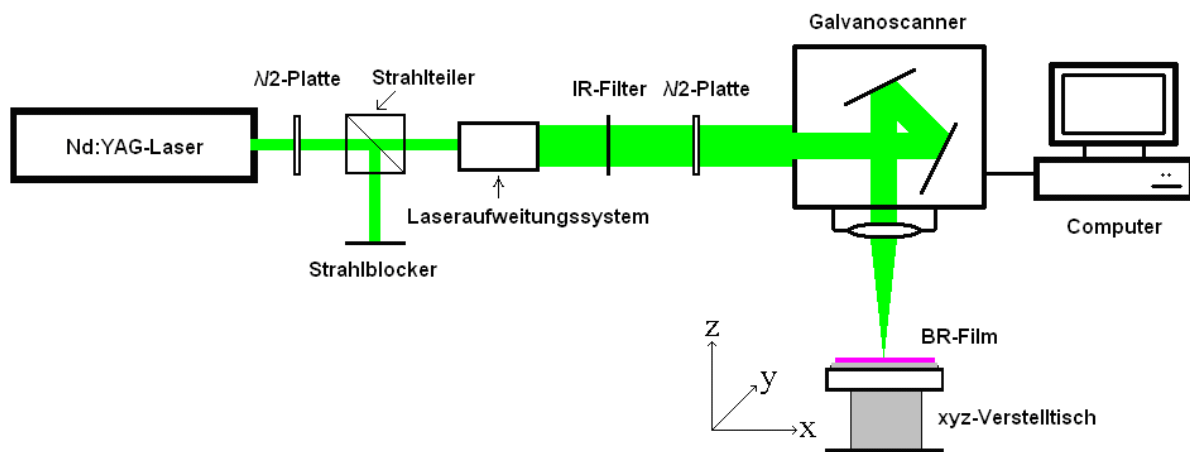 Galvanoscanner
λ/2-Platte
Strahlteiler
IR-Filter
λ/2-Platte
Nd:YAG-Laser
Laseraufweitungssystem
Computer
Strahlblocker
z
y
x
BR-Film
xyz-Verstelltisch